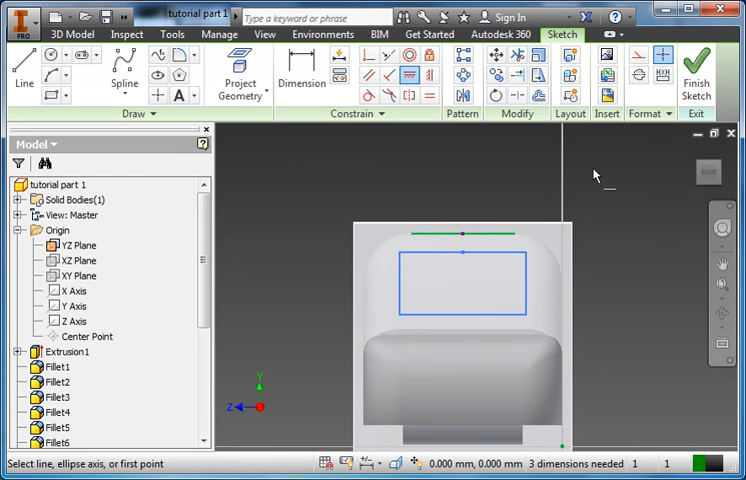 tutorial part 1
Type a keyword or phrase
Sign In
PRO
3D Model Inspect Tools Manage View Environments BIM Get Started Autodesk 360 Sketch
Line Spline Project Geometry Dimension Finish Sketch
Draw Constrain Pattern Modify Layout Insert Format Exit
Model
tutorial part 1
Solid Bodies(1)
View: Master
Origin
YZ Plane
XZ Plane
XY Plane
X Axis
Y Axis
Z Axis
Center Point
Extrusion1
Fillet1
Fillet2
Fillet3
Fillet4
Fillet5
Fillet6
RIGHT
Y
Z
Select line, ellipse axis, or first point
0.000 mm, 0.000 mm 3 dimensions needed 1 1